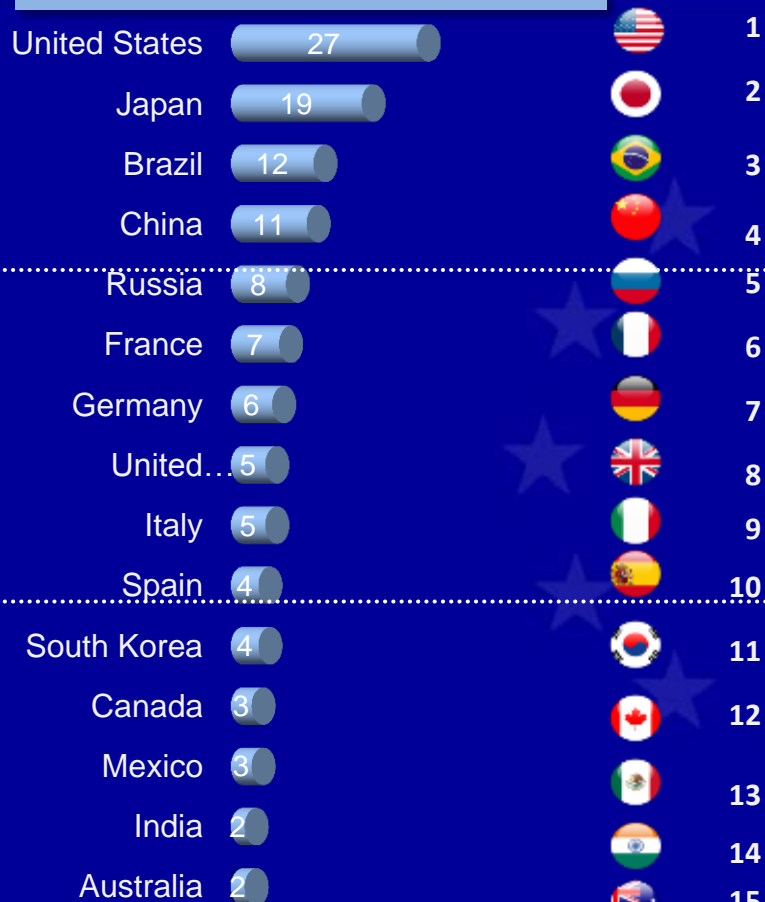 United States 27 1
Japan 19 2
Brazil 12 3
China 11 4
Russia 8 5
France 7 6
Germany 6 7
United… 5 8
Italy 5 9
Spain 4 10
South Korea 4 11
Canada 3 12
Mexico 3 13
India 2 14
Australia 2 15